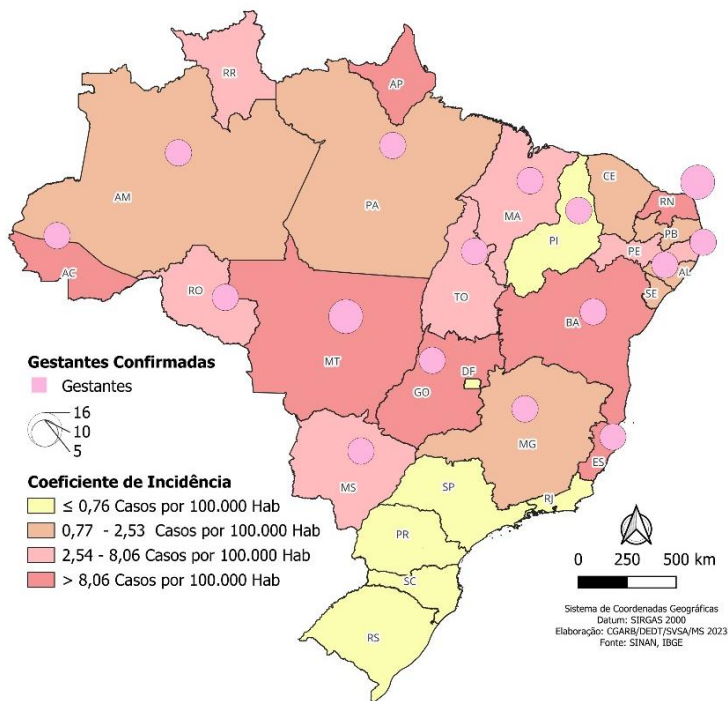 RR
AP
AM
PA
CE
RN
MA
PB
PI
PE
AC
AL
TO
SE
RO
BA
MT
Gestantes Confirmadas
Gestantes
DF
GO
16
10
5
MG
ES
Coeficiente de Incidência
MS
SP
RJ
≤ 0,76 Casos por 100.000 Hab
0,77 - 2,53 Casos por 100.000 Hab
PR
2,54 - 8,06 Casos por 100.000 Hab
0 250 500 km
> 8,06 Casos por 100.000 Hab
SC
Sistema de Coordenadas Geográficas
Datum: SIRGAS 2000
Elaboração: CGARB/DEDT/SVSA/MS 2023
Fonte: SINAN, IBGE
RS